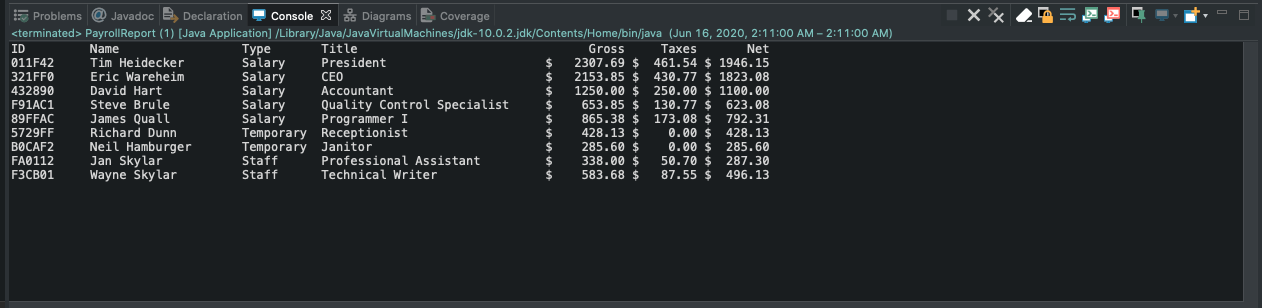 Problems @ Javadoc Declaration Console Diagrams Coverage
<terminated> PayrollReport (1) [Java Application] /Library/Java/JavaVirtualMachines/jdk-10.0.2.jdk/Contents/Home/bin/java (Jun 16, 2020, 2:11:00 AM – 2:11:00 AM)
ID Name Type Title Gross Taxes Net
011F42 Tim Heidecker Salary President $ 2307.69 $ 461.54 $ 1946.15
321FF0 Eric Wareheim Salary CEO $ 2153.85 $ 430.77 $ 1823.08
432890 David Hart Salary Accountant $ 1250.00 $ 250.00 $ 1100.00
F91AC1 Steve Brule Salary Quality Control Specialist $ 653.85 $ 130.77 $ 623.08
89FFAC James Quall Salary Programmer I $ 865.38 $ 173.08 $ 792.31
5729FF Richard Dunn Temporary Receptionist $ 428.13 $ 0.00 $ 428.13
B0CAF2 Neil Hamburger Temporary Janitor $ 285.60 $ 0.00 $ 285.60
FA0112 Jan Skylar Staff Professional Assistant $ 338.00 $ 50.70 $ 287.30
F3CB01 Wayne Skylar Staff Technical Writer $ 583.68 $ 87.55 $ 496.13